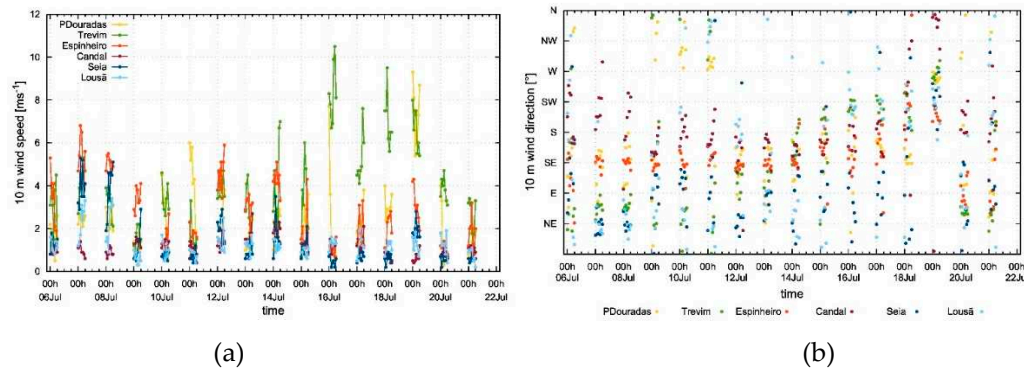 PDouradas
Trevim
Espinheiro
Candal
Seia
Lousã
10 m wind speed [ms⁻¹]
12
10
8
6
4
2
0
00h 00h 00h 00h 00h 00h 00h 00h 00h 00h 00h 00h 00h 00h 00h 00h 00h
06Jul 08Jul 10Jul 12Jul 14Jul 16Jul 18Jul 20Jul 22Jul
time
(a)
10 m wind direction [°]
N
NW
W
SW
S
SE
E
NE
00h 00h 00h 00h 00h 00h 00h 00h 00h 00h 00h 00h 00h 00h 00h 00h 00h
06Jul 08Jul 10Jul 12Jul 14Jul 16Jul 18Jul 20Jul 22Jul
time
PDouradas Trevim Espinheiro Candal Seia Lousã
(b)